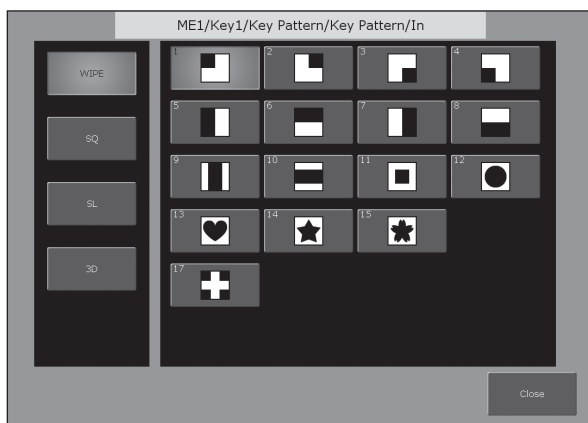 ME1/Key1/Key Pattern/Key Pattern/In
WIPE
SQ
SL
3D
1 2 3 4
5 6 7 8
9 10 11 12
13 14 15
17
Close